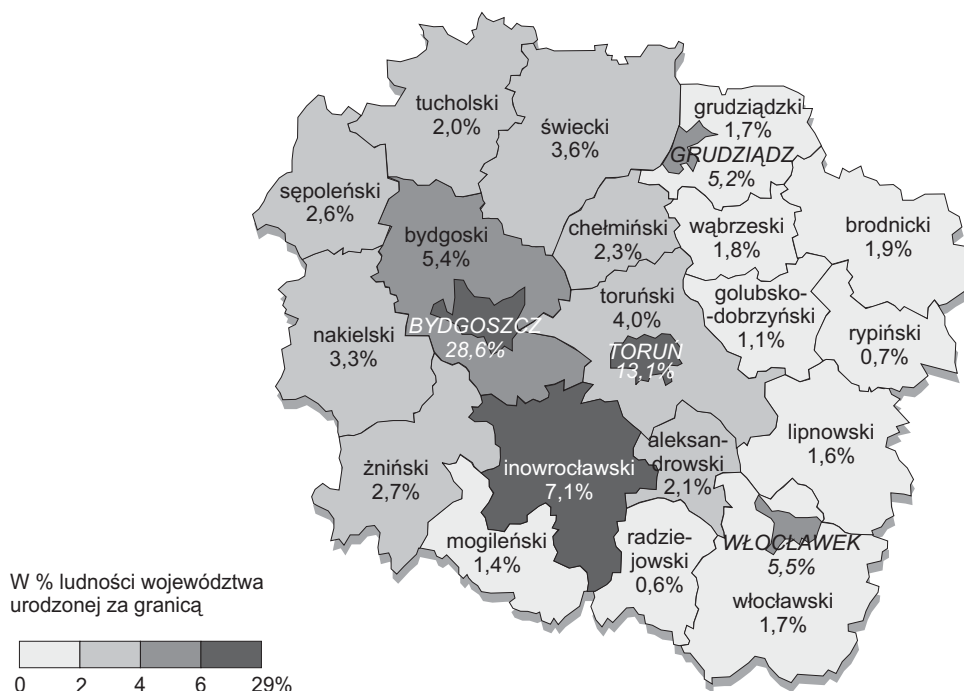 tucholski
2,0%
świecki
3,6%
grudziądzki
1,7%
GRUDZIĄDZ
5,2%
sępoleński
2,6%
bydgoski
5,4%
chełmiński
2,3%
wąbrzeski
1,8%
brodnicki
1,9%
nakielski
3,3%
BYDGOSZCZ
28,6%
toruński
4,0%
TORUŃ
13,1%
golubsko-
-dobrzyński
1,1%
rypiński
0,7%
żniński
2,7%
inowrocławski
7,1%
aleksan-
drowski
2,1%
lipnowski
1,6%
mogileński
1,4%
radzie-
jowski
0,6%
WŁOCŁAWEK
5,5%
włocławski
1,7%
W % ludności województwa
urodzonej za granicą
0 2 4 6 29%